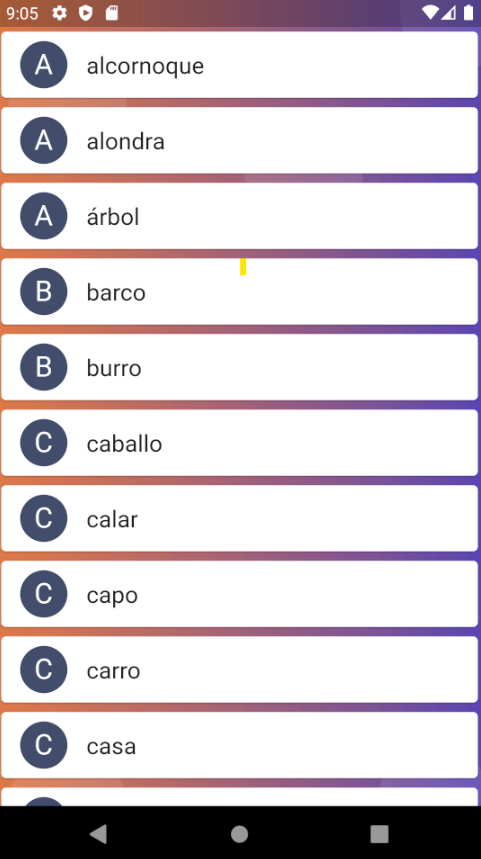 9:05
A alcornoque
A alondra
A árbol
B barco
B burro
C caballo
C calar
C capo
C carro
C casa